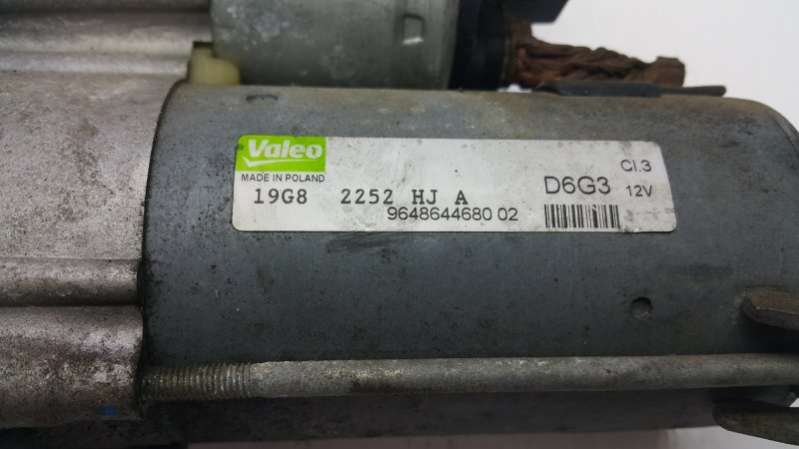 Valeo
MADE IN POLAND
Cl.3
19G8 2252 HJ A D6G3 12V
9648644680 02